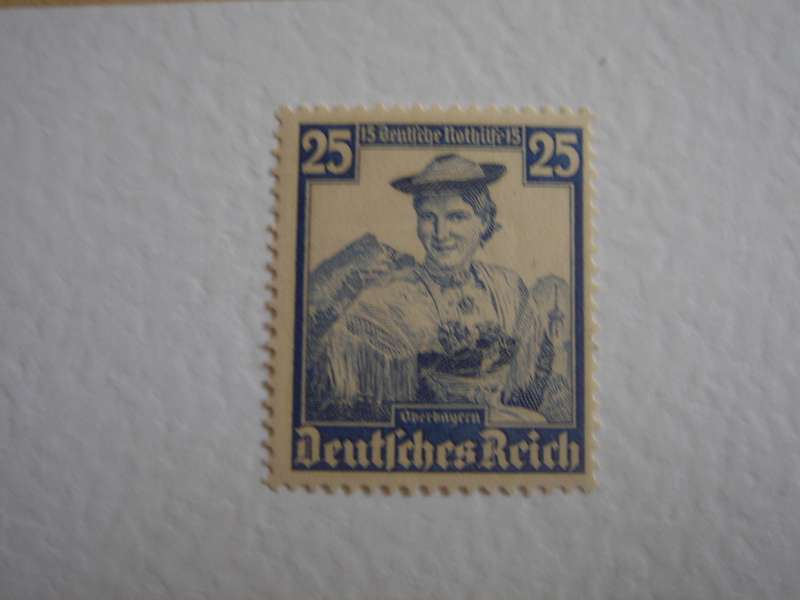 25 15 Deutsche Nothilfe 15 25
Oberbayern
Deutsches Reich